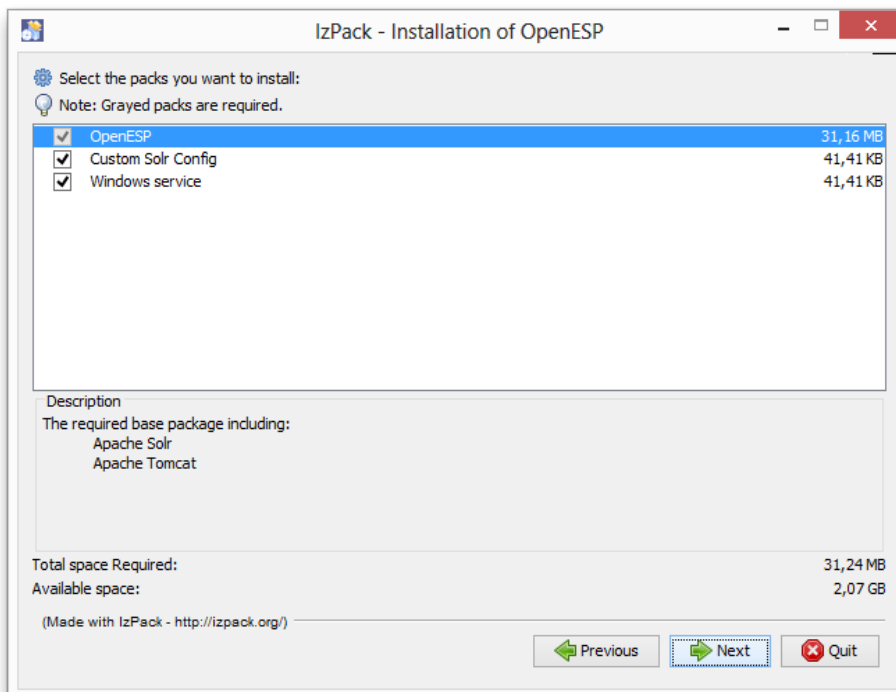 IzPack - Installation of OpenESP
Select the packs you want to install:
Note: Grayed packs are required.
OpenESP 31,16 MB
Custom Solr Config 41,41 KB
Windows service 41,41 KB
Description
The required base package including:
Apache Solr
Apache Tomcat
Total space Required: 31,24 MB
Available space: 2,07 GB
(Made with IzPack - http://izpack.org/)
Previous Next Quit